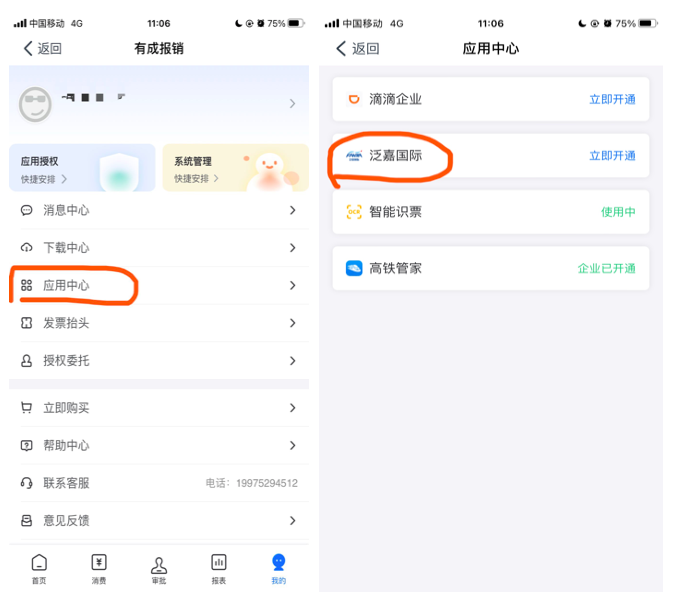 中国移动 4G 11:06 75%
返回 有成报销
应用授权
快捷安排
系统管理
快捷安排
消息中心
下载中心
应用中心
发票抬头
授权委托
立即购买
帮助中心
联系客服 电话：19975294512
意见反馈
首页 消费 审批 报表 我的
中国移动 4G 11:06 75%
返回 应用中心
滴滴企业 立即开通
泛嘉国际 立即开通
OCR 智能识票 使用中
高铁管家 企业已开通